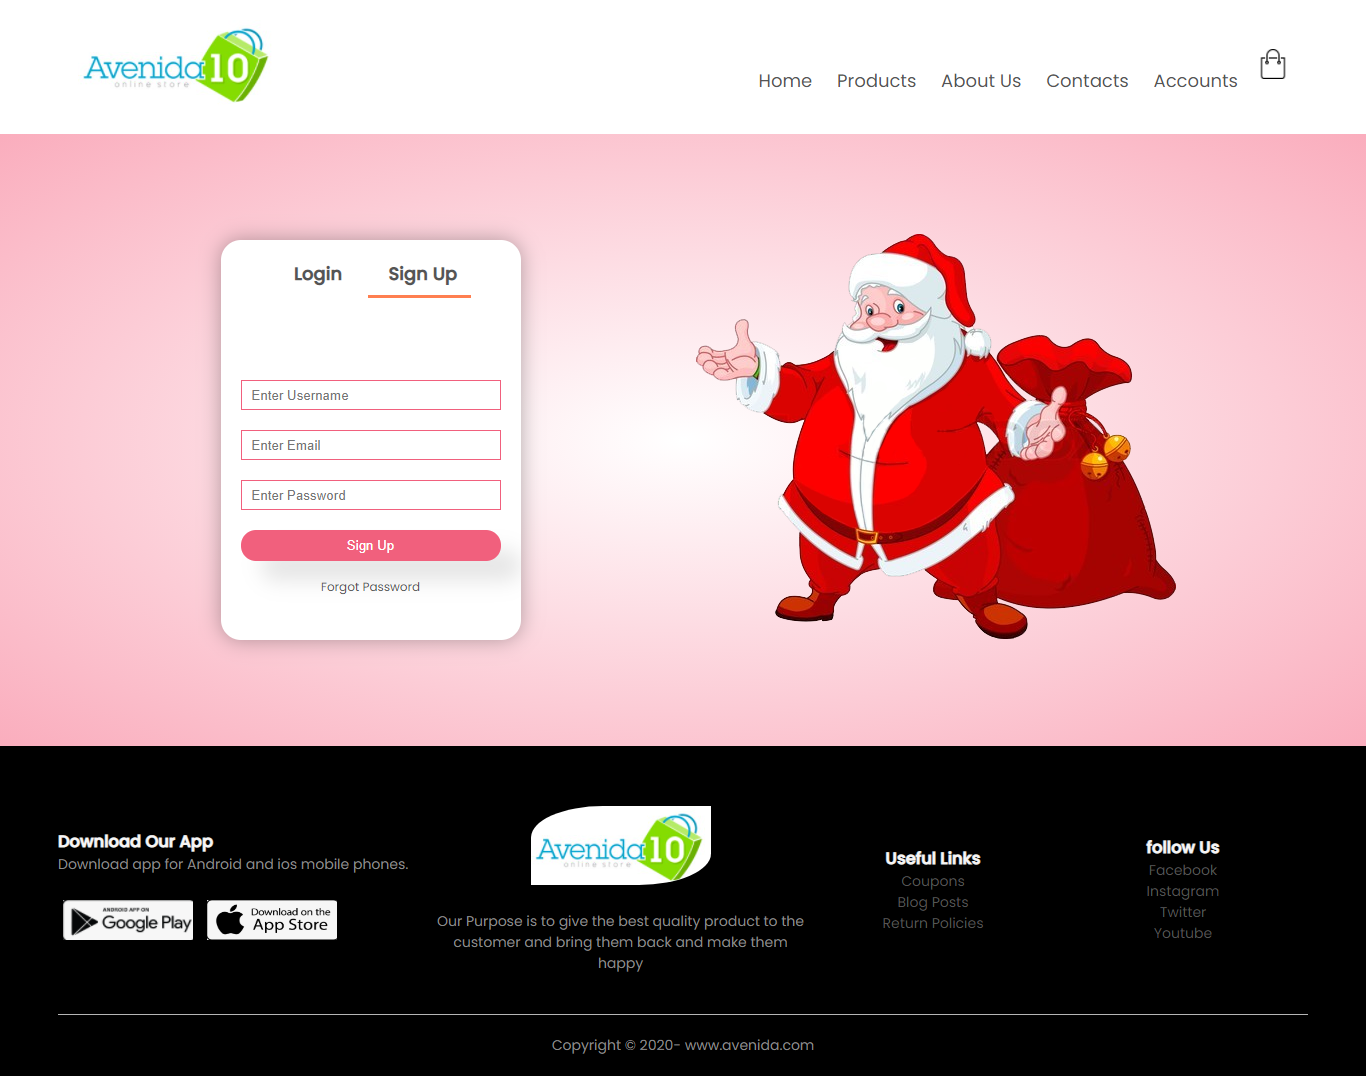 Avenida 10
online store
Home Products About Us Contacts Accounts
Login Sign Up
Enter Username
Enter Email
Enter Password
Sign Up
Forgot Password
Download Our App
Download app for Android and ios mobile phones.
ANDROID APP ON
Google Play
Download on the
App Store
Avenida 10
online store
Our Purpose is to give the best quality product to the
customer and bring them back and make them
happy
Useful Links
Coupons
Blog Posts
Return Policies
follow Us
Facebook
Instagram
Twitter
Youtube
Copyright © 2020- www.avenida.com